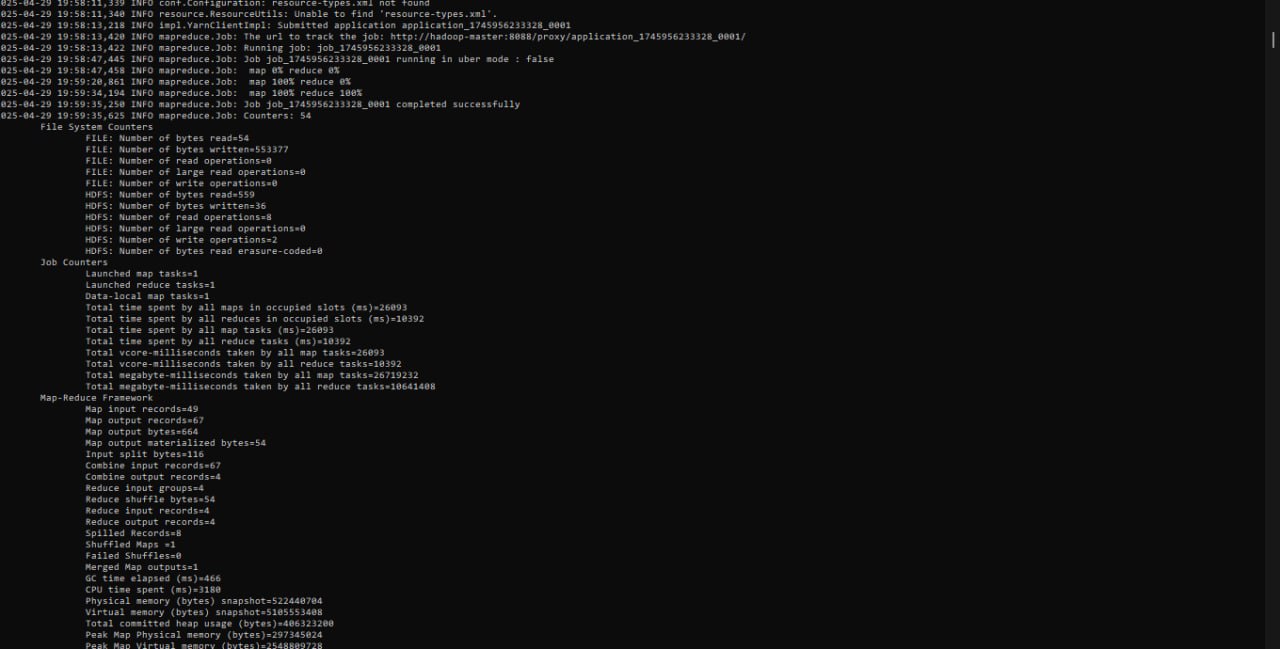 025-04-29 19:58:11,339 INFO conf.Configuration: resource-types.xml not found
025-04-29 19:58:11,340 INFO resource.ResourceUtils: Unable to find 'resource-types.xml'.
025-04-29 19:58:13,218 INFO impl.YarnClientImpl: Submitted application application_1745956233328_0001
025-04-29 19:58:13,420 INFO mapreduce.Job: The url to track the job: http://hadoop-master:8088/proxy/application_1745956233328_0001/
025-04-29 19:58:13,422 INFO mapreduce.Job: Running job: job_1745956233328_0001
025-04-29 19:58:47,445 INFO mapreduce.Job: Job job_1745956233328_0001 running in uber mode : false
025-04-29 19:58:47,458 INFO mapreduce.Job:  map 0% reduce 0%
025-04-29 19:59:20,861 INFO mapreduce.Job:  map 100% reduce 0%
025-04-29 19:59:34,194 INFO mapreduce.Job:  map 100% reduce 100%
025-04-29 19:59:35,250 INFO mapreduce.Job: Job job_1745956233328_0001 completed successfully
025-04-29 19:59:35,625 INFO mapreduce.Job: Counters: 54
File System Counters
FILE: Number of bytes read=54
FILE: Number of bytes written=553377
FILE: Number of read operations=0
FILE: Number of large read operations=0
FILE: Number of write operations=0
HDFS: Number of bytes read=559
HDFS: Number of bytes written=36
HDFS: Number of read operations=8
HDFS: Number of large read operations=0
HDFS: Number of write operations=2
HDFS: Number of bytes read erasure-coded=0
Job Counters
Launched map tasks=1
Launched reduce tasks=1
Data-local map tasks=1
Total time spent by all maps in occupied slots (ms)=26093
Total time spent by all reduces in occupied slots (ms)=10392
Total time spent by all map tasks (ms)=26093
Total time spent by all reduce tasks (ms)=10392
Total vcore-milliseconds taken by all map tasks=26093
Total vcore-milliseconds taken by all reduce tasks=10392
Total megabyte-milliseconds taken by all map tasks=26719232
Total megabyte-milliseconds taken by all reduce tasks=10641408
Map-Reduce Framework
Map input records=49
Map output records=67
Map output bytes=664
Map output materialized bytes=54
Input split bytes=116
Combine input records=67
Combine output records=4
Reduce input groups=4
Reduce shuffle bytes=54
Reduce input records=4
Reduce output records=4
Spilled Records=8
Shuffled Maps =1
Failed Shuffles=0
Merged Map outputs=1
GC time elapsed (ms)=466
CPU time spent (ms)=3180
Physical memory (bytes) snapshot=522440704
Virtual memory (bytes) snapshot=5105553408
Total committed heap usage (bytes)=406323200
Peak Map Physical memory (bytes)=297345024
Peak Map Virtual memory (bytes)=2548809728